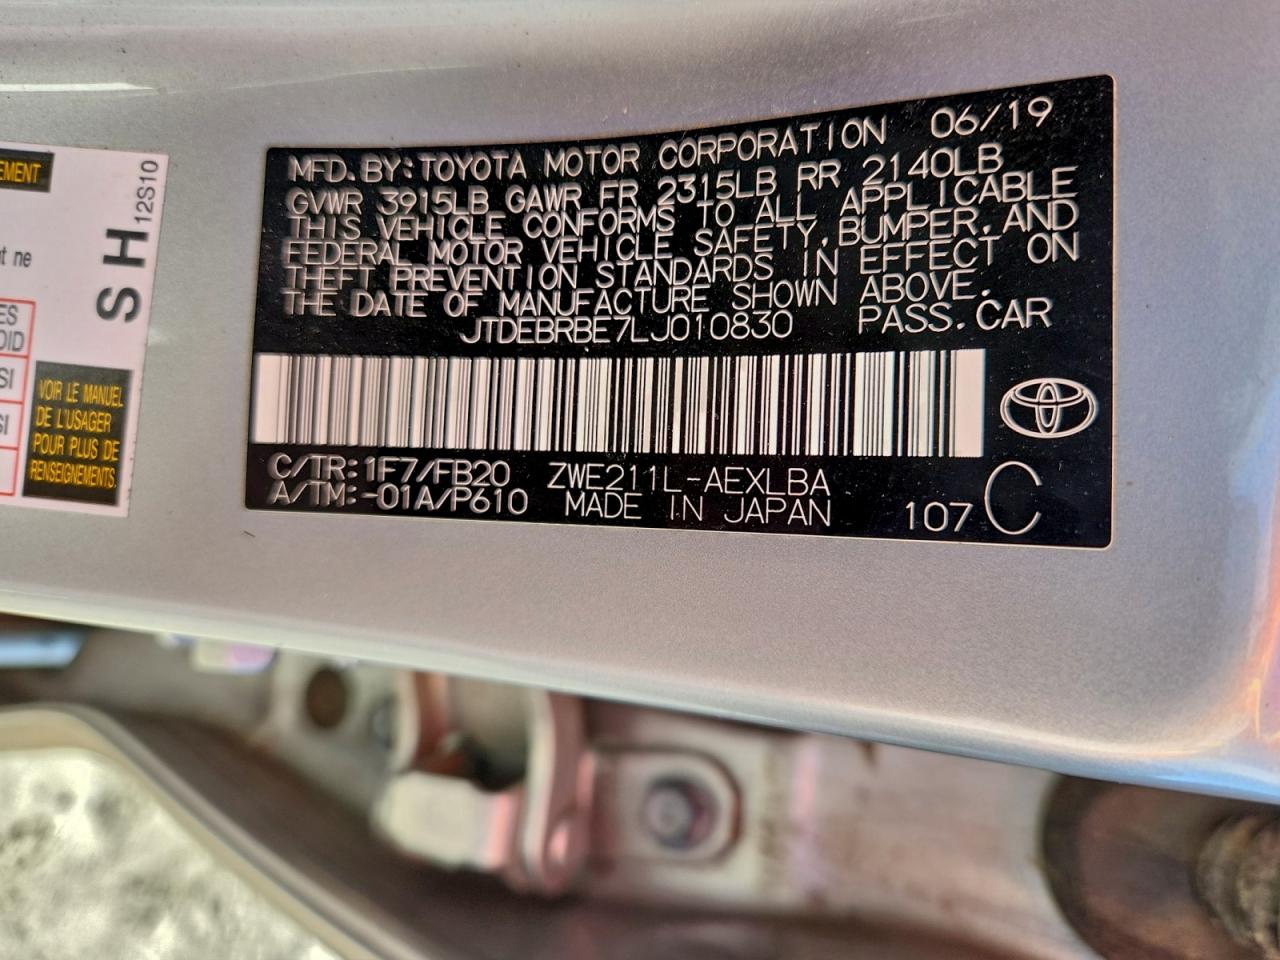 MFD. BY: TOYOTA MOTOR CORPORATION 06/19
GVWR 3915LB GAWR FR 2315LB RR 2140LB
THIS VEHICLE CONFORMS TO ALL APPLICABLE
FEDERAL MOTOR VEHICLE SAFETY, BUMPER, AND
THEFT PREVENTION STANDARDS IN EFFECT ON
THE DATE OF MANUFACTURE SHOWN ABOVE.
JTDEBRBE7LJ010830 PASS. CAR
C/TR: 1F7/FB20 ZWE211L-AEXLBA
A/TM: -01A/P610 MADE IN JAPAN 107 C
EMENT
ut ne
ES
OID
SI
SI
VOIR LE MANUEL
DE L'USAGER
POUR PLUS DE
RENSEIGNEMENTS.
S H 12S10